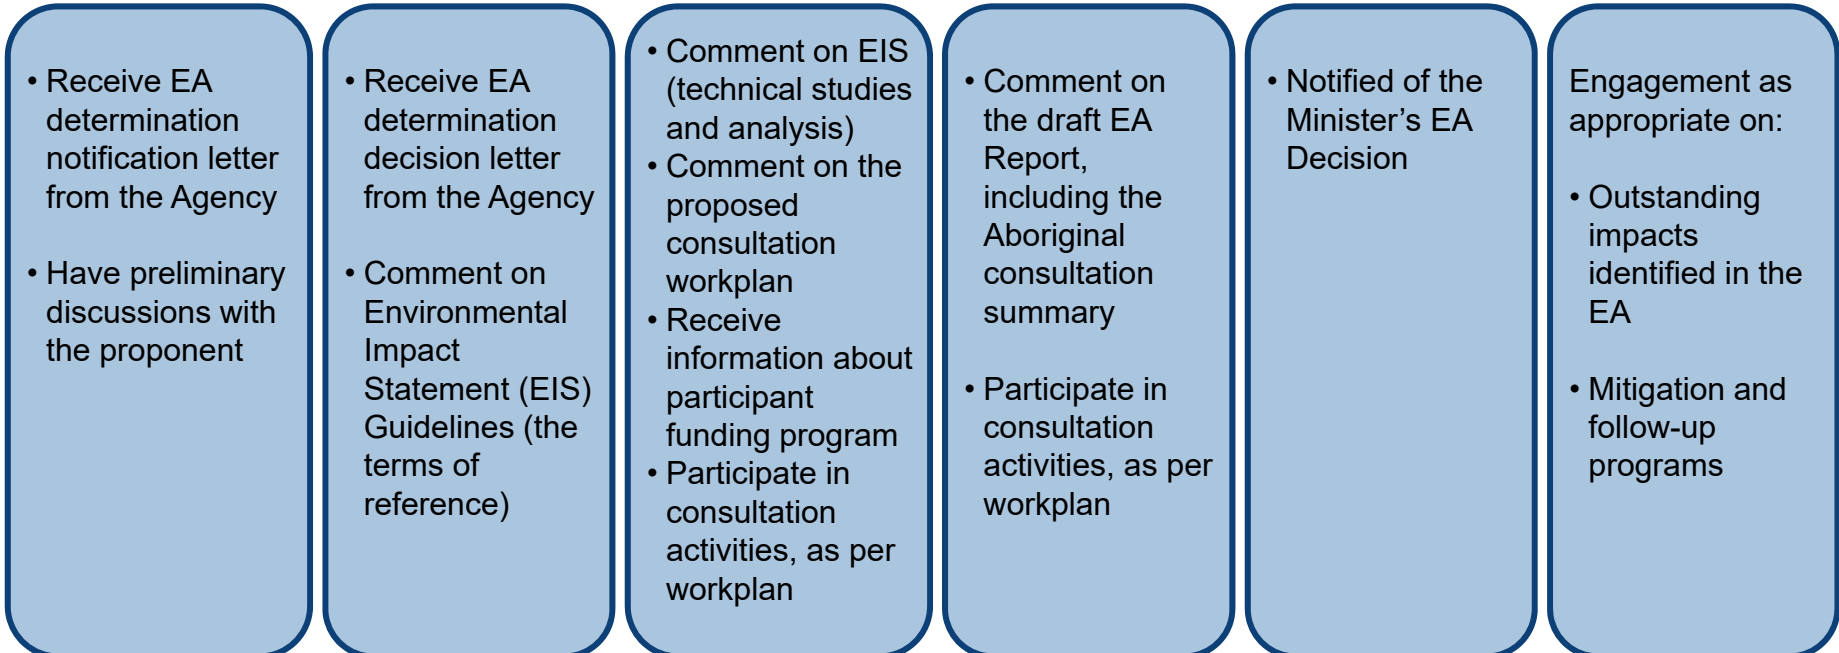 • Receive EA
determination
notification letter
from the Agency
• Have preliminary
discussions with
the proponent
• Receive EA
determination
decision letter
from the Agency
• Comment on
Environmental
Impact
Statement (EIS)
Guidelines (the
terms of
reference)
• Comment on EIS
(technical studies
and analysis)
• Comment on the
proposed
consultation
workplan
• Receive
information about
participant
funding program
• Participate in
consultation
activities, as per
workplan
• Comment on
the draft EA
Report,
including the
Aboriginal
consultation
summary
• Participate in
consultation
activities, as per
workplan
• Notified of the
Minister’s EA
Decision
Engagement as
appropriate on:
• Outstanding
impacts
identified in the
EA
• Mitigation and
follow-up
programs